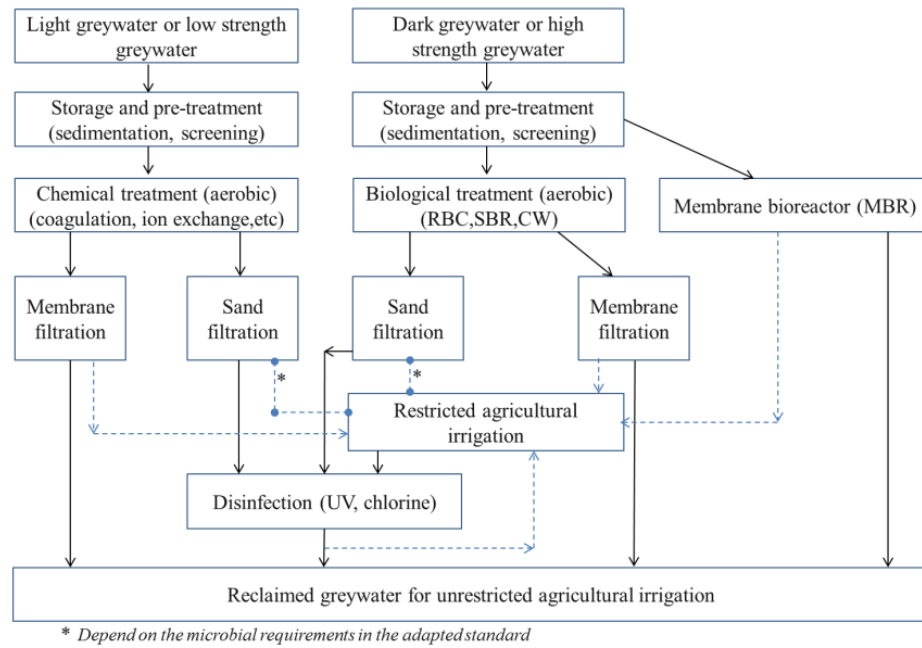 Light greywater or low strength
greywater
Dark greywater or high
strength greywater
Storage and pre-treatment
(sedimentation, screening)
Storage and pre-treatment
(sedimentation, screening)
Chemical treatment (aerobic)
(coagulation, ion exchange,etc)
Biological treatment (aerobic)
(RBC,SBR,CW)
Membrane bioreactor (MBR)
Membrane
filtration
Sand
filtration
Sand
filtration
Membrane
filtration
*
*
Restricted agricultural
irrigation
Disinfection (UV, chlorine)
Reclaimed greywater for unrestricted agricultural irrigation
* Depend on the microbial requirements in the adapted standard